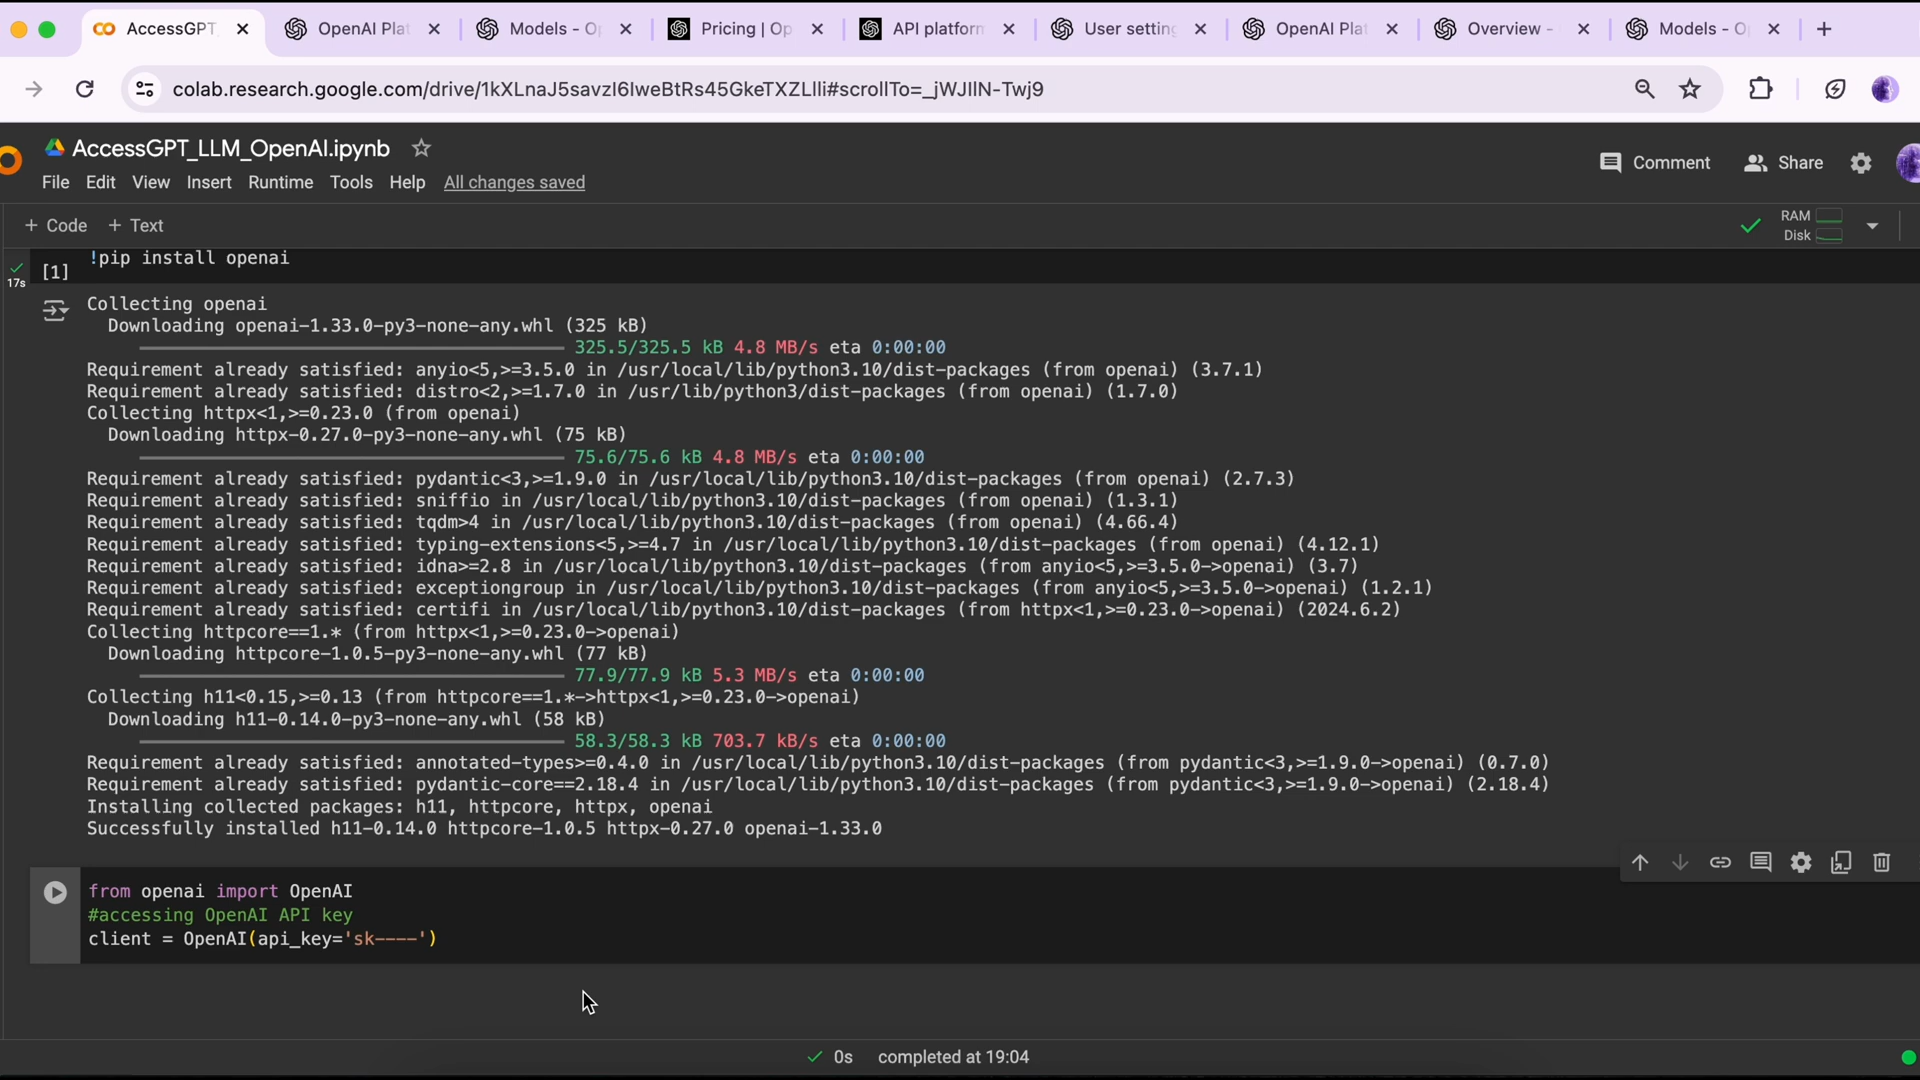 AccessGPT
OpenAI Plat
Models - Op
Pricing | Op
API platform
User setting
OpenAI Plat
Overview -
Models - O
colab.research.google.com/drive/1kXLnaJ5savzI6IweBtRs45GkeTXZLlli#scrollTo=_jWJIlN-Twj9
AccessGPT_LLM_OpenAI.ipynb
Comment
Share
File Edit View Insert Runtime Tools Help All changes saved
+ Code + Text
RAM
Disk
!pip install openai
[1]
17s
Collecting openai
Downloading openai-1.33.0-py3-none-any.whl (325 kB)
325.5/325.5 kB 4.8 MB/s eta 0:00:00
Requirement already satisfied: anyio<5,>=3.5.0 in /usr/local/lib/python3.10/dist-packages (from openai) (3.7.1)
Requirement already satisfied: distro<2,>=1.7.0 in /usr/lib/python3/dist-packages (from openai) (1.7.0)
Collecting httpx<1,>=0.23.0 (from openai)
Downloading httpx-0.27.0-py3-none-any.whl (75 kB)
75.6/75.6 kB 4.8 MB/s eta 0:00:00
Requirement already satisfied: pydantic<3,>=1.9.0 in /usr/local/lib/python3.10/dist-packages (from openai) (2.7.3)
Requirement already satisfied: sniffio in /usr/local/lib/python3.10/dist-packages (from openai) (1.3.1)
Requirement already satisfied: tqdm>4 in /usr/local/lib/python3.10/dist-packages (from openai) (4.66.4)
Requirement already satisfied: typing-extensions<5,>=4.7 in /usr/local/lib/python3.10/dist-packages (from openai) (4.12.1)
Requirement already satisfied: idna>=2.8 in /usr/local/lib/python3.10/dist-packages (from anyio<5,>=3.5.0->openai) (3.7)
Requirement already satisfied: exceptiongroup in /usr/local/lib/python3.10/dist-packages (from anyio<5,>=3.5.0->openai) (1.2.1)
Requirement already satisfied: certifi in /usr/local/lib/python3.10/dist-packages (from httpx<1,>=0.23.0->openai) (2024.6.2)
Collecting httpcore==1.* (from httpx<1,>=0.23.0->openai)
Downloading httpcore-1.0.5-py3-none-any.whl (77 kB)
77.9/77.9 kB 5.3 MB/s eta 0:00:00
Collecting h11<0.15,>=0.13 (from httpcore==1.*->httpx<1,>=0.23.0->openai)
Downloading h11-0.14.0-py3-none-any.whl (58 kB)
58.3/58.3 kB 703.7 kB/s eta 0:00:00
Requirement already satisfied: annotated-types>=0.4.0 in /usr/local/lib/python3.10/dist-packages (from pydantic<3,>=1.9.0->openai) (0.7.0)
Requirement already satisfied: pydantic-core==2.18.4 in /usr/local/lib/python3.10/dist-packages (from pydantic<3,>=1.9.0->openai) (2.18.4)
Installing collected packages: h11, httpcore, httpx, openai
Successfully installed h11-0.14.0 httpcore-1.0.5 httpx-0.27.0 openai-1.33.0
from openai import OpenAI
#accessing OpenAI API key
client = OpenAI(api_key='sk----')
0s completed at 19:04